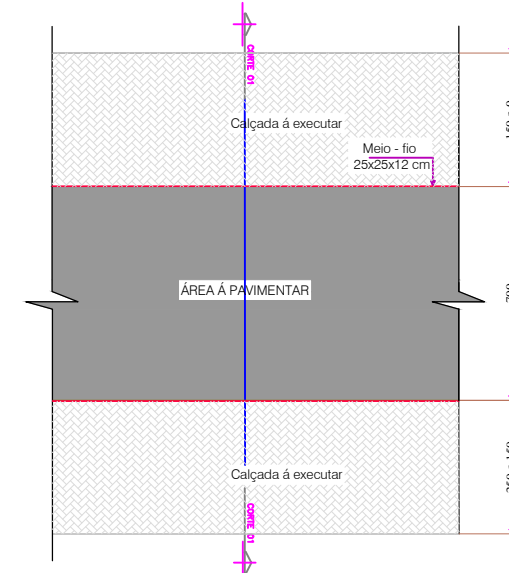 CORTE 01
Calçada á executar
Meio - fio
25x25x12 cm
ÁREA Á PAVIMENTAR
Calçada á executar
CORTE 01